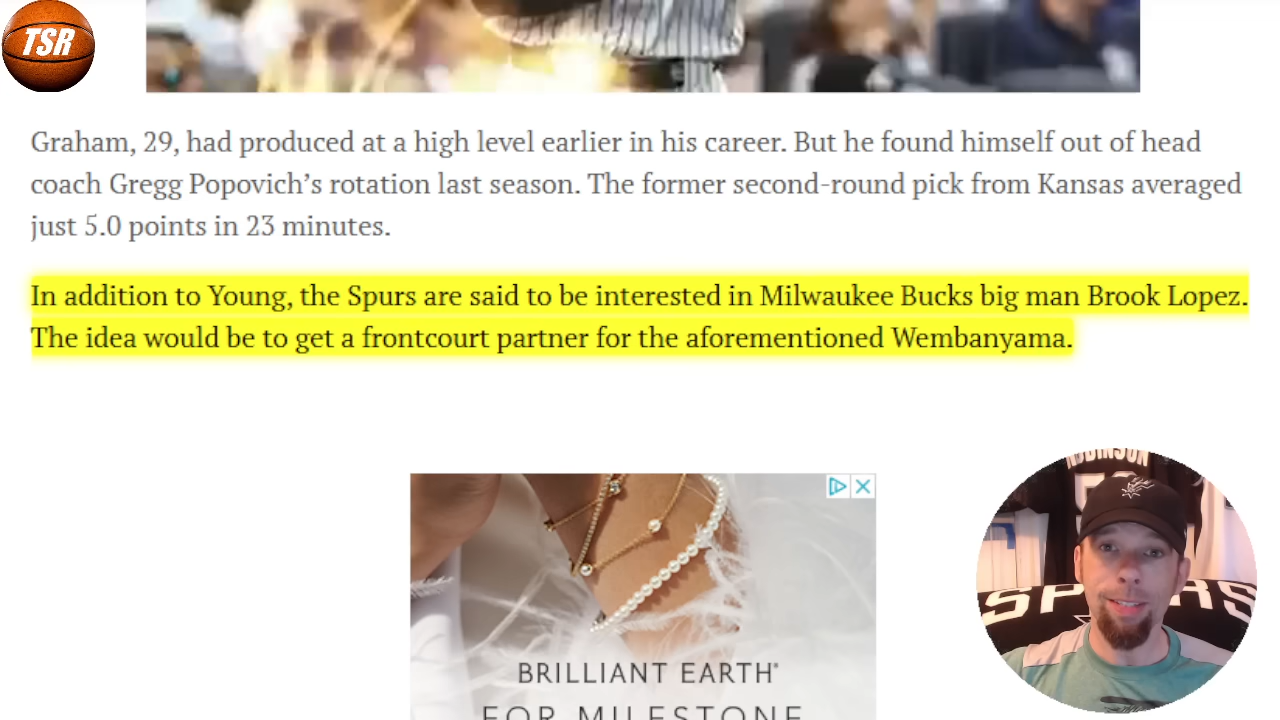 TSR
Graham, 29, had produced at a high level earlier in his career. But he found himself out of head
coach Gregg Popovich’s rotation last season. The former second-round pick from Kansas averaged
just 5.0 points in 23 minutes.
In addition to Young, the Spurs are said to be interested in Milwaukee Bucks big man Brook Lopez.
The idea would be to get a frontcourt partner for the aforementioned Wembanyama.
ROBINSON
SPURS
BRILLIANT EARTH
FOR MILESTONE